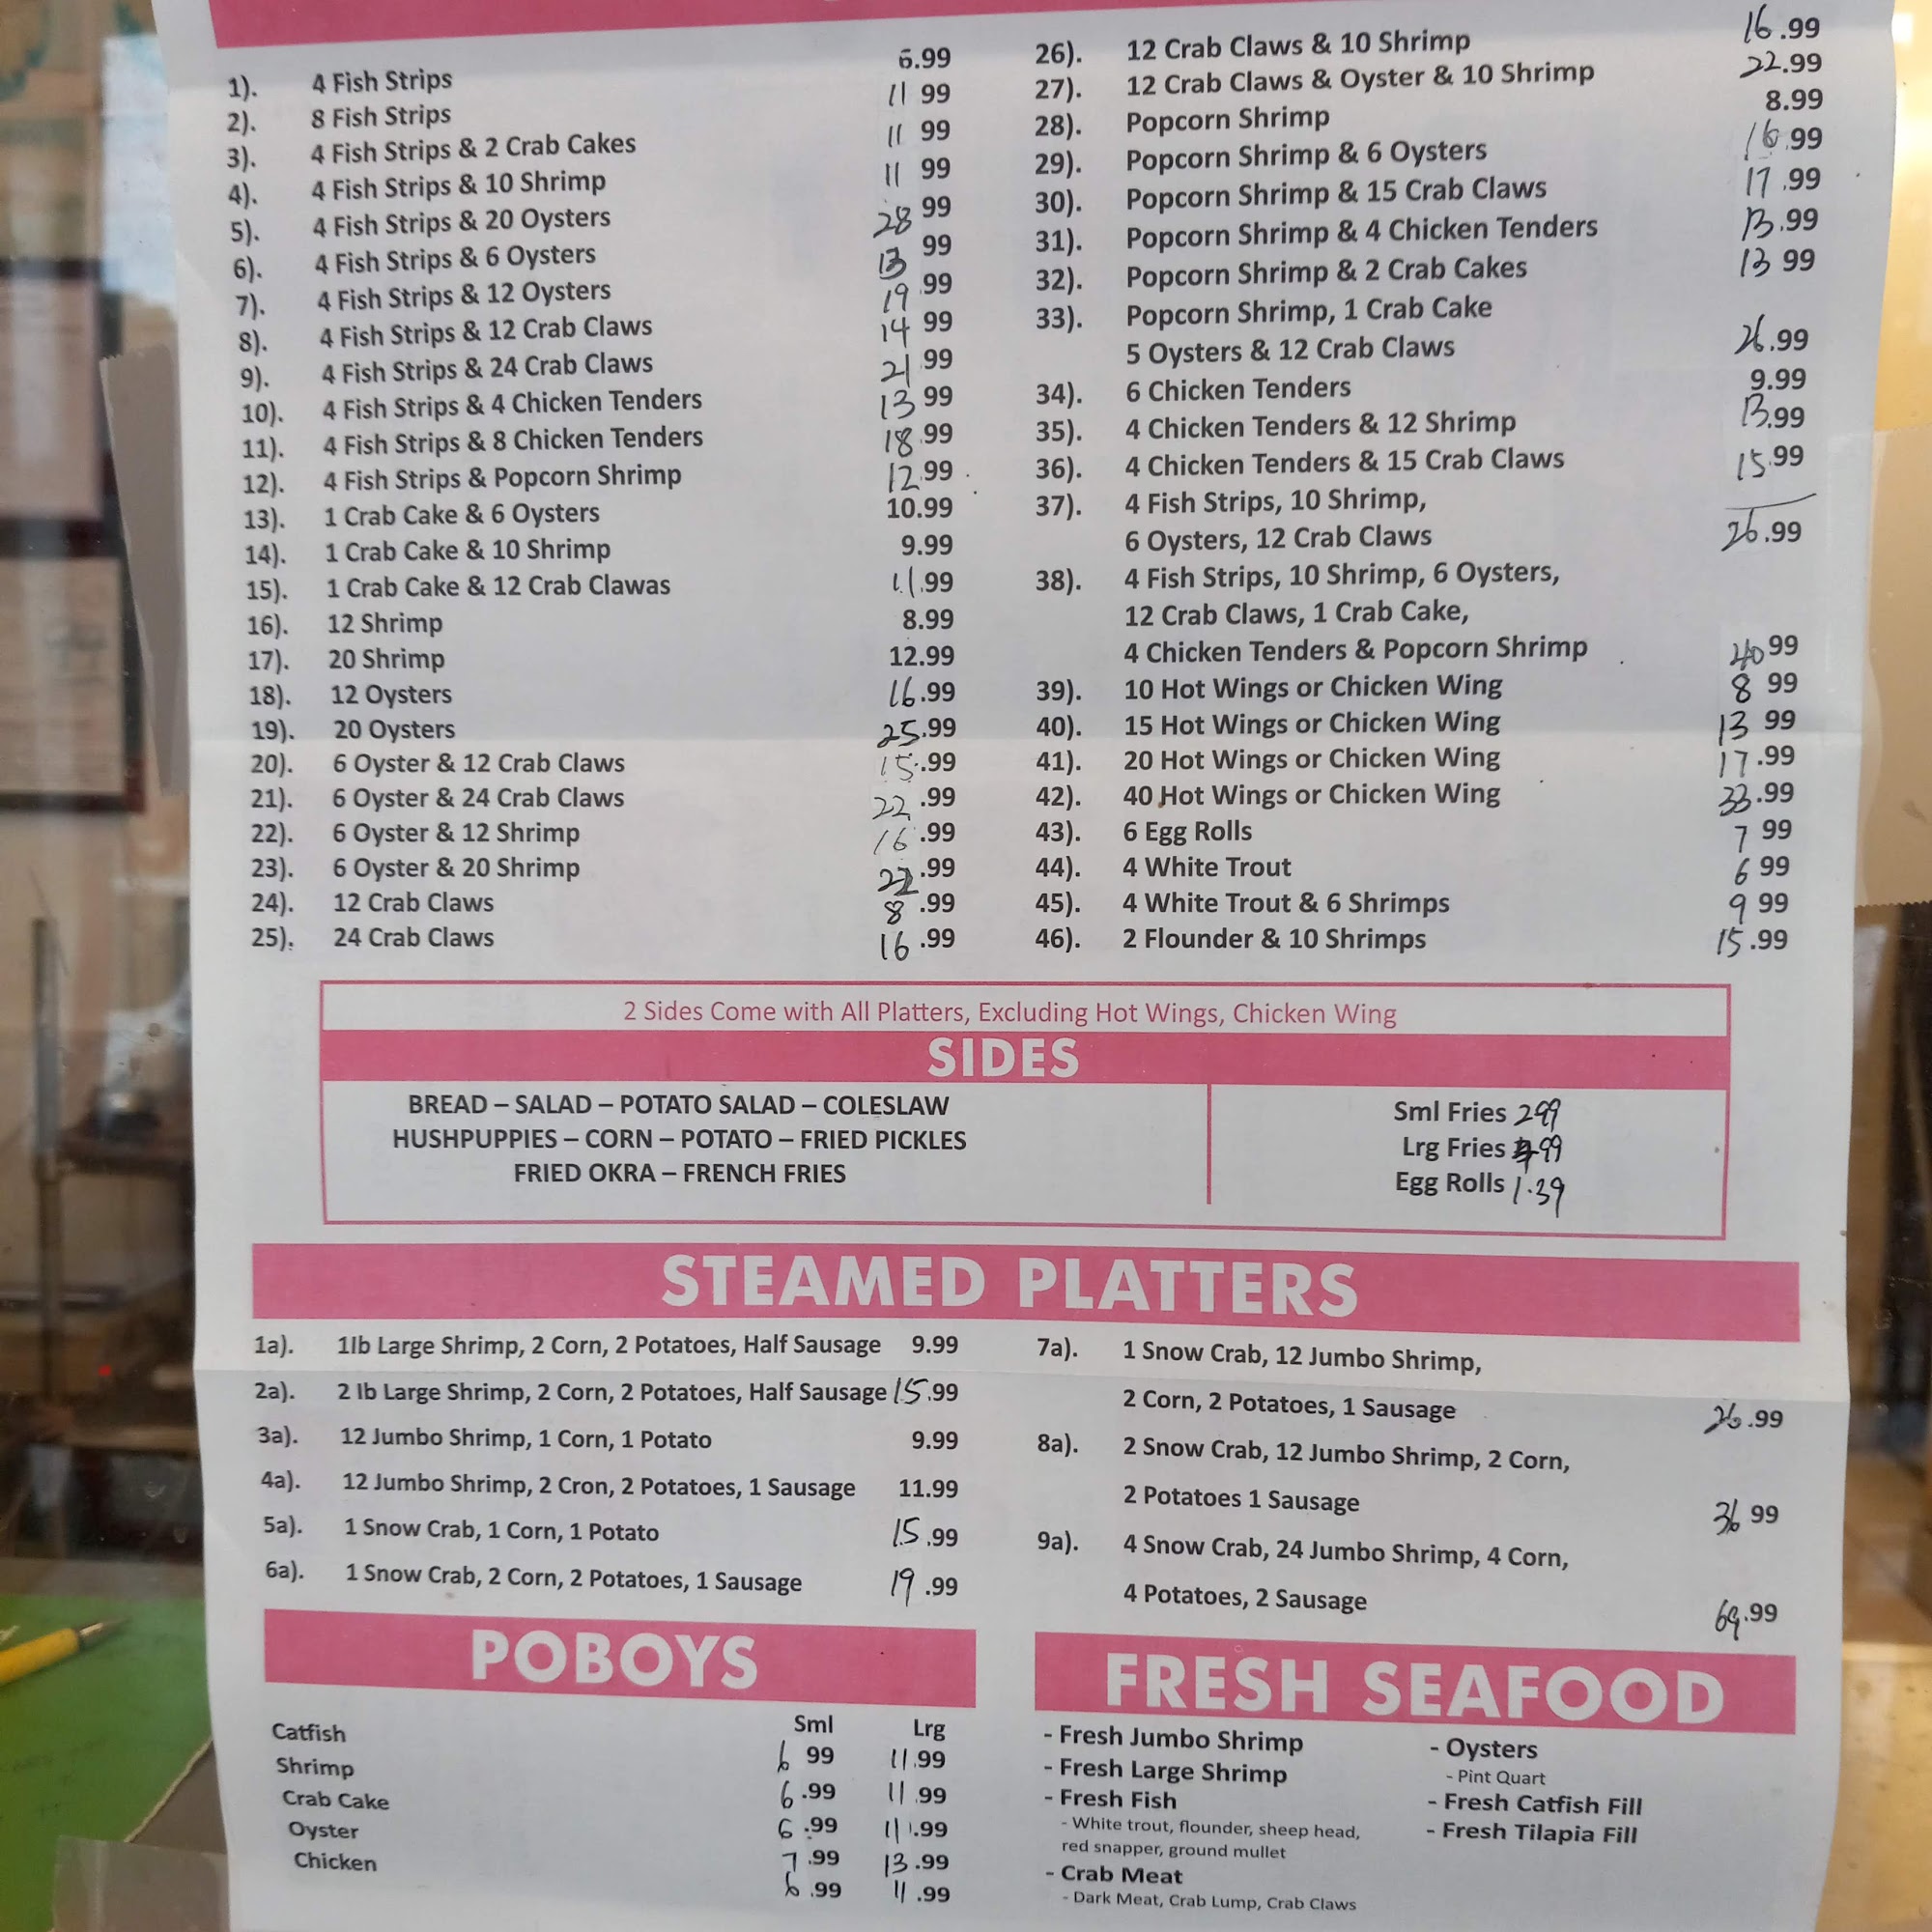 1). 4 Fish Strips 6.99
2). 8 Fish Strips 11 99
3). 4 Fish Strips & 2 Crab Cakes 11 99
4). 4 Fish Strips & 10 Shrimp 11 99
5). 4 Fish Strips & 20 Oysters 28 99
6). 4 Fish Strips & 6 Oysters 13 99
7). 4 Fish Strips & 12 Oysters 19 .99
8). 4 Fish Strips & 12 Crab Claws 14 99
9). 4 Fish Strips & 24 Crab Claws 21 .99
10). 4 Fish Strips & 4 Chicken Tenders 13 99
11). 4 Fish Strips & 8 Chicken Tenders 18 .99
12). 4 Fish Strips & Popcorn Shrimp 12.99
13). 1 Crab Cake & 6 Oysters 10.99
14). 1 Crab Cake & 10 Shrimp 9.99
15). 1 Crab Cake & 12 Crab Clawas 11.99
16). 12 Shrimp 8.99
17). 20 Shrimp 12.99
18). 12 Oysters 16.99
19). 20 Oysters 25.99
20). 6 Oyster & 12 Crab Claws 15.99
21). 6 Oyster & 24 Crab Claws 22 .99
22). 6 Oyster & 12 Shrimp 16 .99
23). 6 Oyster & 20 Shrimp 22 .99
24). 12 Crab Claws 8 .99
25). 24 Crab Claws 16 .99
26). 12 Crab Claws & 10 Shrimp 16 .99
27). 12 Crab Claws & Oyster & 10 Shrimp 22.99
28). Popcorn Shrimp 8.99
29). Popcorn Shrimp & 6 Oysters 16.99
30). Popcorn Shrimp & 15 Crab Claws 17 .99
31). Popcorn Shrimp & 4 Chicken Tenders 13.99
32). Popcorn Shrimp & 2 Crab Cakes 13 99
33). Popcorn Shrimp, 1 Crab Cake
5 Oysters & 12 Crab Claws 26.99
34). 6 Chicken Tenders 9.99
35). 4 Chicken Tenders & 12 Shrimp 13.99
36). 4 Chicken Tenders & 15 Crab Claws 15.99
37). 4 Fish Strips, 10 Shrimp,
6 Oysters, 12 Crab Claws 26.99
38). 4 Fish Strips, 10 Shrimp, 6 Oysters,
12 Crab Claws, 1 Crab Cake,
4 Chicken Tenders & Popcorn Shrimp 40 99
39). 10 Hot Wings or Chicken Wing 8 99
40). 15 Hot Wings or Chicken Wing 13 99
41). 20 Hot Wings or Chicken Wing 17.99
42). 40 Hot Wings or Chicken Wing 33.99
43). 6 Egg Rolls 7 99
44). 4 White Trout 6 99
45). 4 White Trout & 6 Shrimps 9 99
46). 2 Flounder & 10 Shrimps 15.99
2 Sides Come with All Platters, Excluding Hot Wings, Chicken Wing
SIDES
BREAD – SALAD – POTATO SALAD – COLESLAW
HUSHPUPPIES – CORN – POTATO – FRIED PICKLES
FRIED OKRA – FRENCH FRIES
Sml Fries 2 99
Lrg Fries 99
Egg Rolls 1.39
STEAMED PLATTERS
1a). 1lb Large Shrimp, 2 Corn, 2 Potatoes, Half Sausage 9.99
2a). 2 lb Large Shrimp, 2 Corn, 2 Potatoes, Half Sausage 15.99
3a). 12 Jumbo Shrimp, 1 Corn, 1 Potato 9.99
4a). 12 Jumbo Shrimp, 2 Cron, 2 Potatoes, 1 Sausage 11.99
5a). 1 Snow Crab, 1 Corn, 1 Potato 15.99
6a). 1 Snow Crab, 2 Corn, 2 Potatoes, 1 Sausage 19 .99
7a). 1 Snow Crab, 12 Jumbo Shrimp,
2 Corn, 2 Potatoes, 1 Sausage 26.99
8a). 2 Snow Crab, 12 Jumbo Shrimp, 2 Corn,
2 Potatoes 1 Sausage 36 99
9a). 4 Snow Crab, 24 Jumbo Shrimp, 4 Corn,
4 Potatoes, 2 Sausage 69.99
POBOYS
Sml Lrg
Catfish 6 99 11.99
Shrimp 6.99 11.99
Crab Cake 6 .99 11.99
Oyster 7 .99 13.99
Chicken 6 .99 11 .99
FRESH SEAFOOD
- Fresh Jumbo Shrimp
- Fresh Large Shrimp
- Fresh Fish
- White trout, flounder, sheep head,
red snapper, ground mullet
- Crab Meat
- Dark Meat, Crab Lump, Crab Claws
- Oysters
- Pint Quart
- Fresh Catfish Fill
- Fresh Tilapia Fill